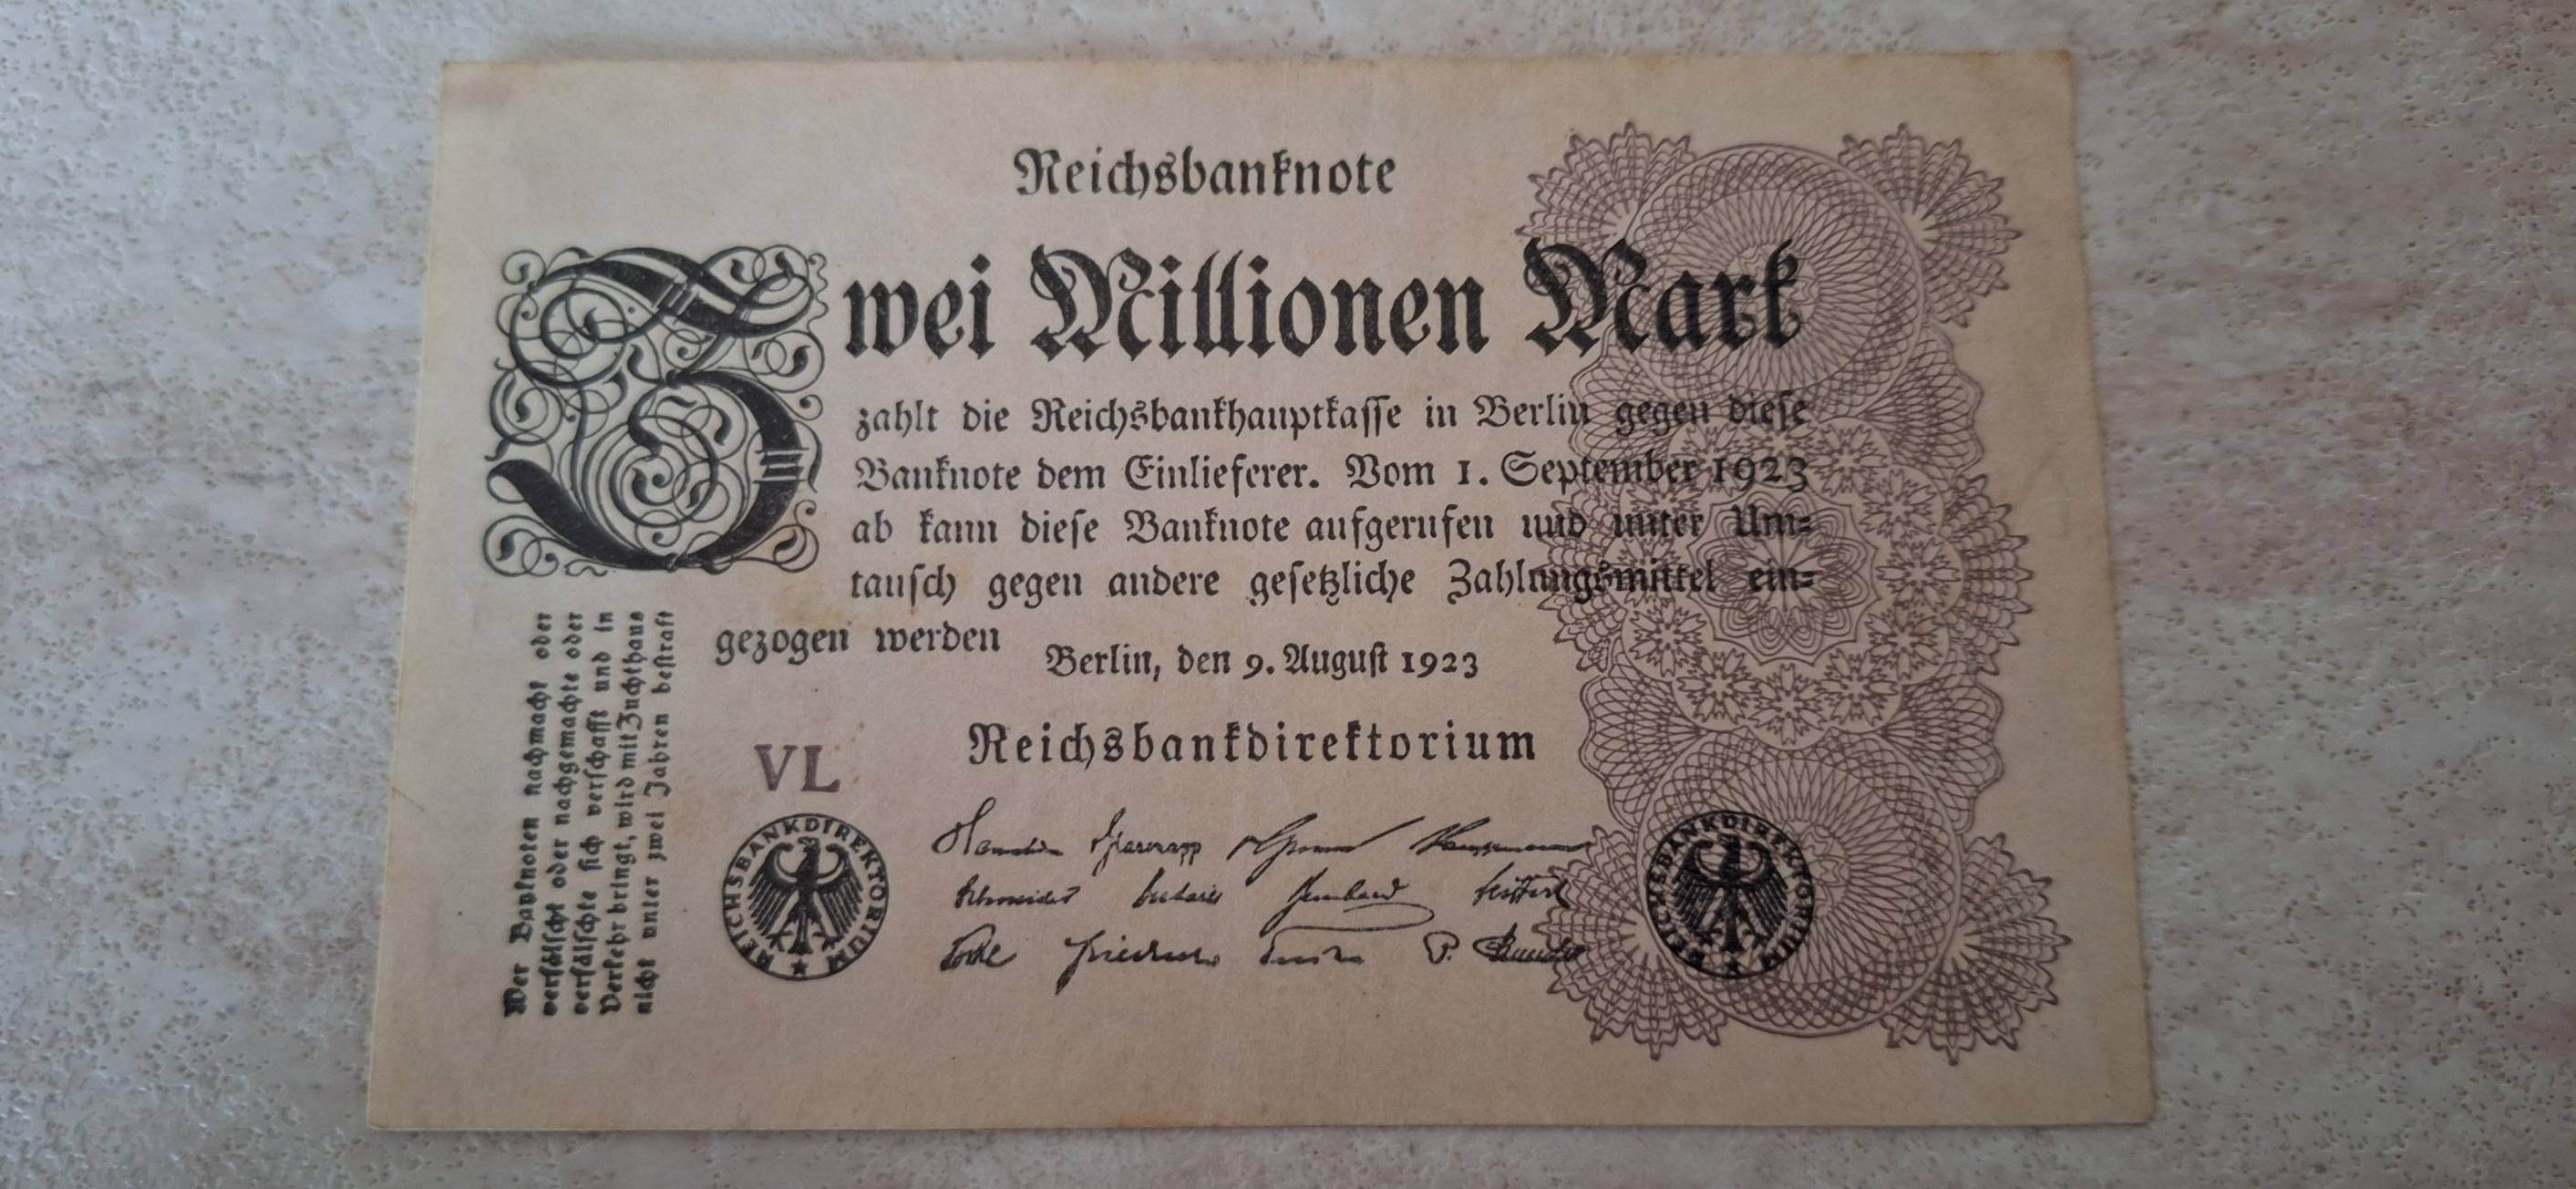 Reichsbanknote
Zwei Millionen Mark
zahlt die Reichsbankhauptkasse in Berlin gegen diese
Banknote dem Einlieferer. Vom 1. September 1923
ab kann diese Banknote aufgerufen und unter Um=
tausch gegen andere gesetzliche Zahlungsmittel ein=
gezogen werden
Berlin, den 9. August 1923
Reichsbankdirektorium
VL
REICHSBANKDIREKTORIUM
REICHSBANKDIREKTORIUM
Schneider
Wer Banknoten nachmacht oder
verfälscht oder nachgemachte oder
verfälschte sich verschafft und in
Verkehr bringt, wird mit Zuchthaus
nicht unter zwei Jahren bestraft